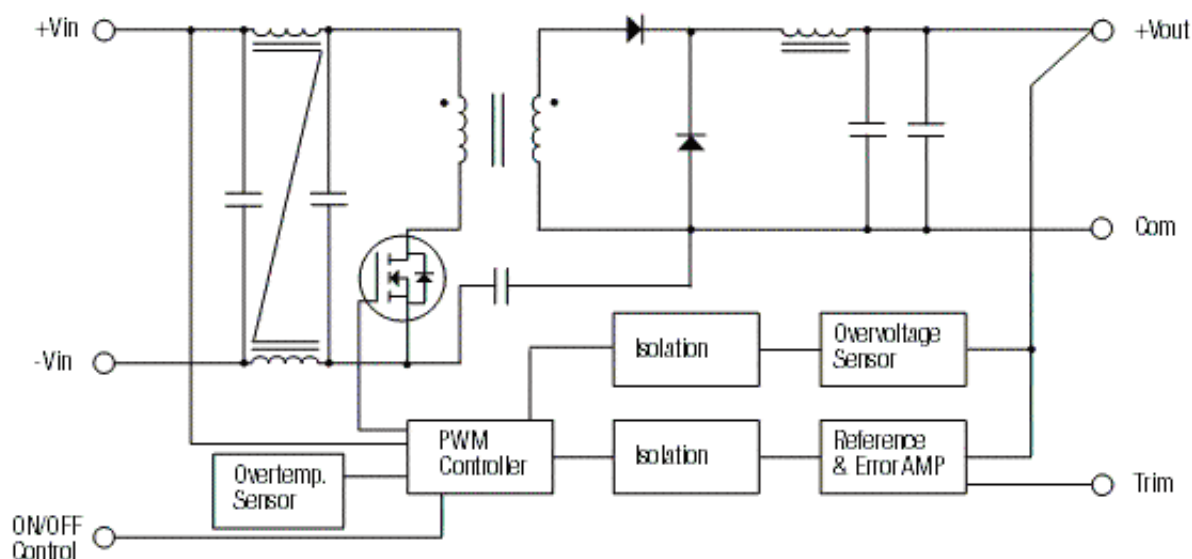 +Vin
+Vout
Com
-Vin
Isolation
Overvoltage
Sensor
PWM
Controller
Isolation
Reference
& Error AMP
Overtemp.
Sensor
Trim
ON/OFF
Control